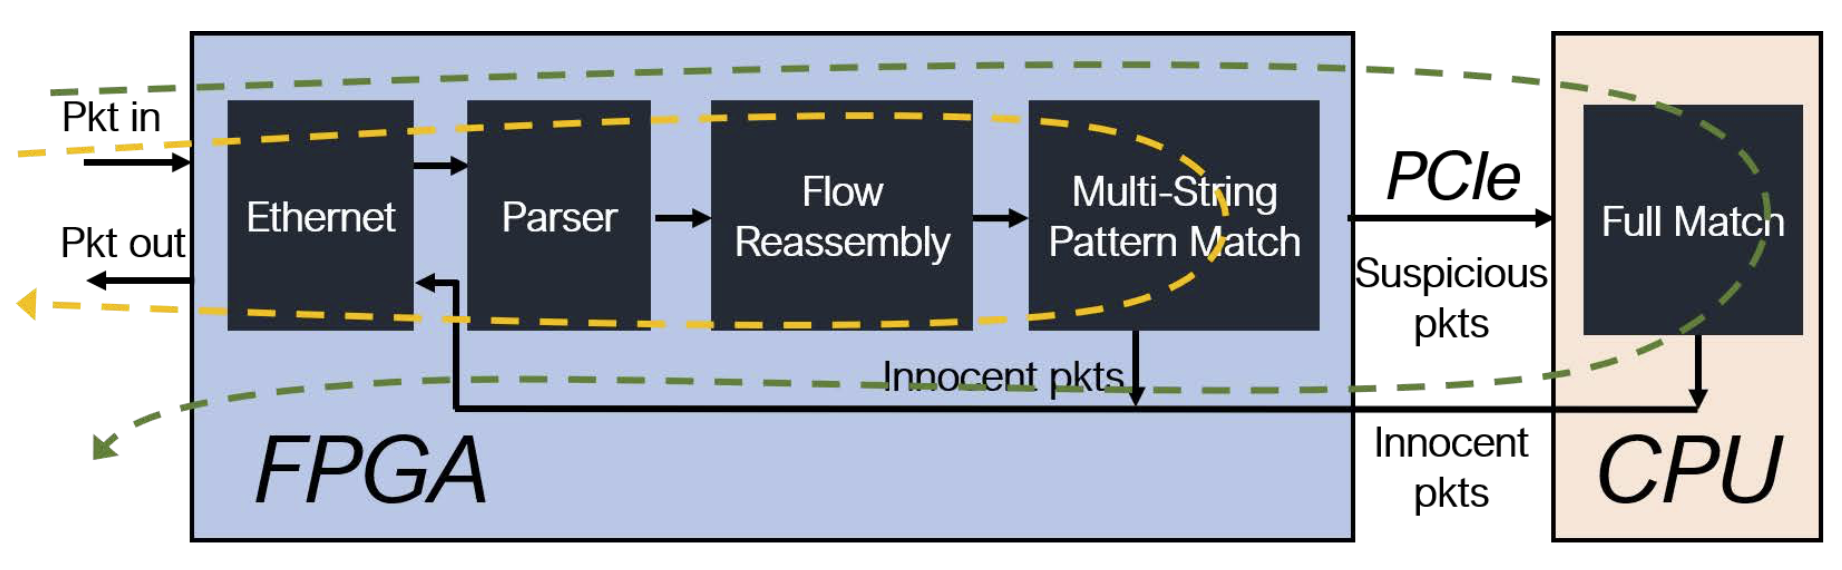 Pkt in
Pkt out
Ethernet
Parser
Flow
Reassembly
Multi-String
Pattern Match
PCIe
Suspicious
pkts
Full Match
Innocent pkts
Innocent
pkts
FPGA
CPU